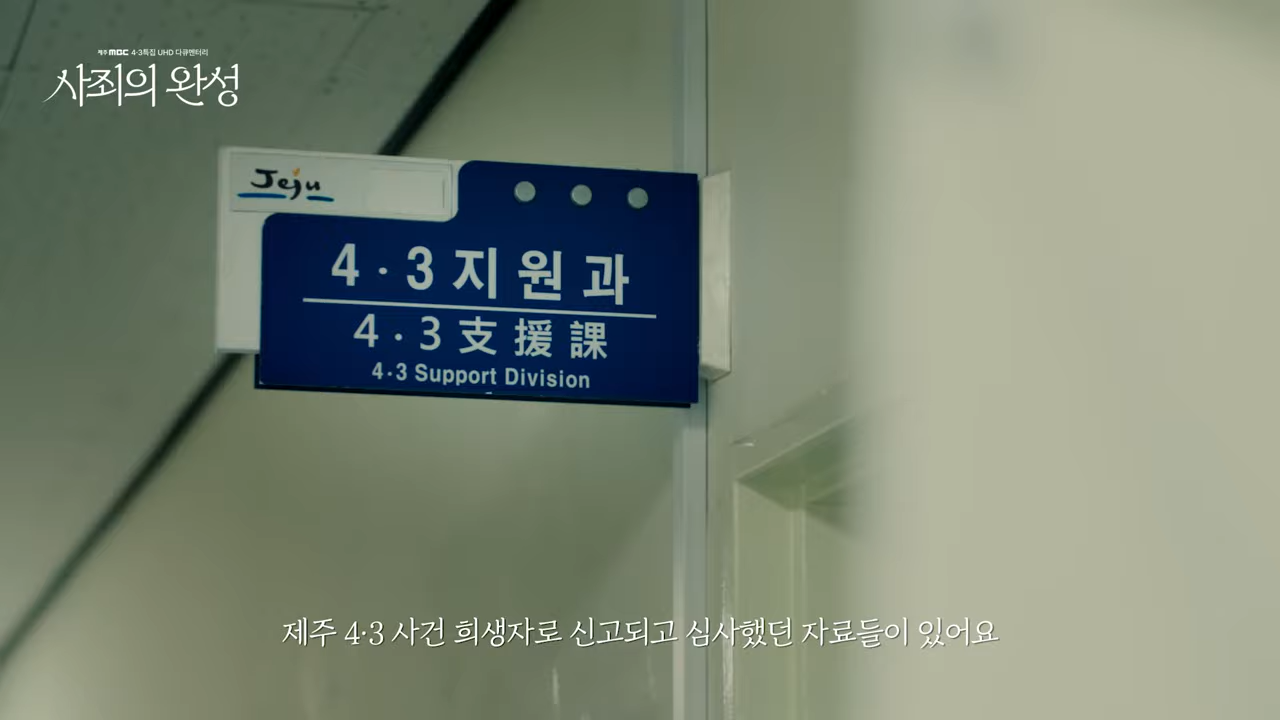 제주MBC 4·3특집 UHD 다큐멘터리
사죄의 완성
Jeju
4·3지원과
4·3支援課
4·3 Support Division
제주 4·3 사건 희생자로 신고되고 심사했던 자료들이 있어요